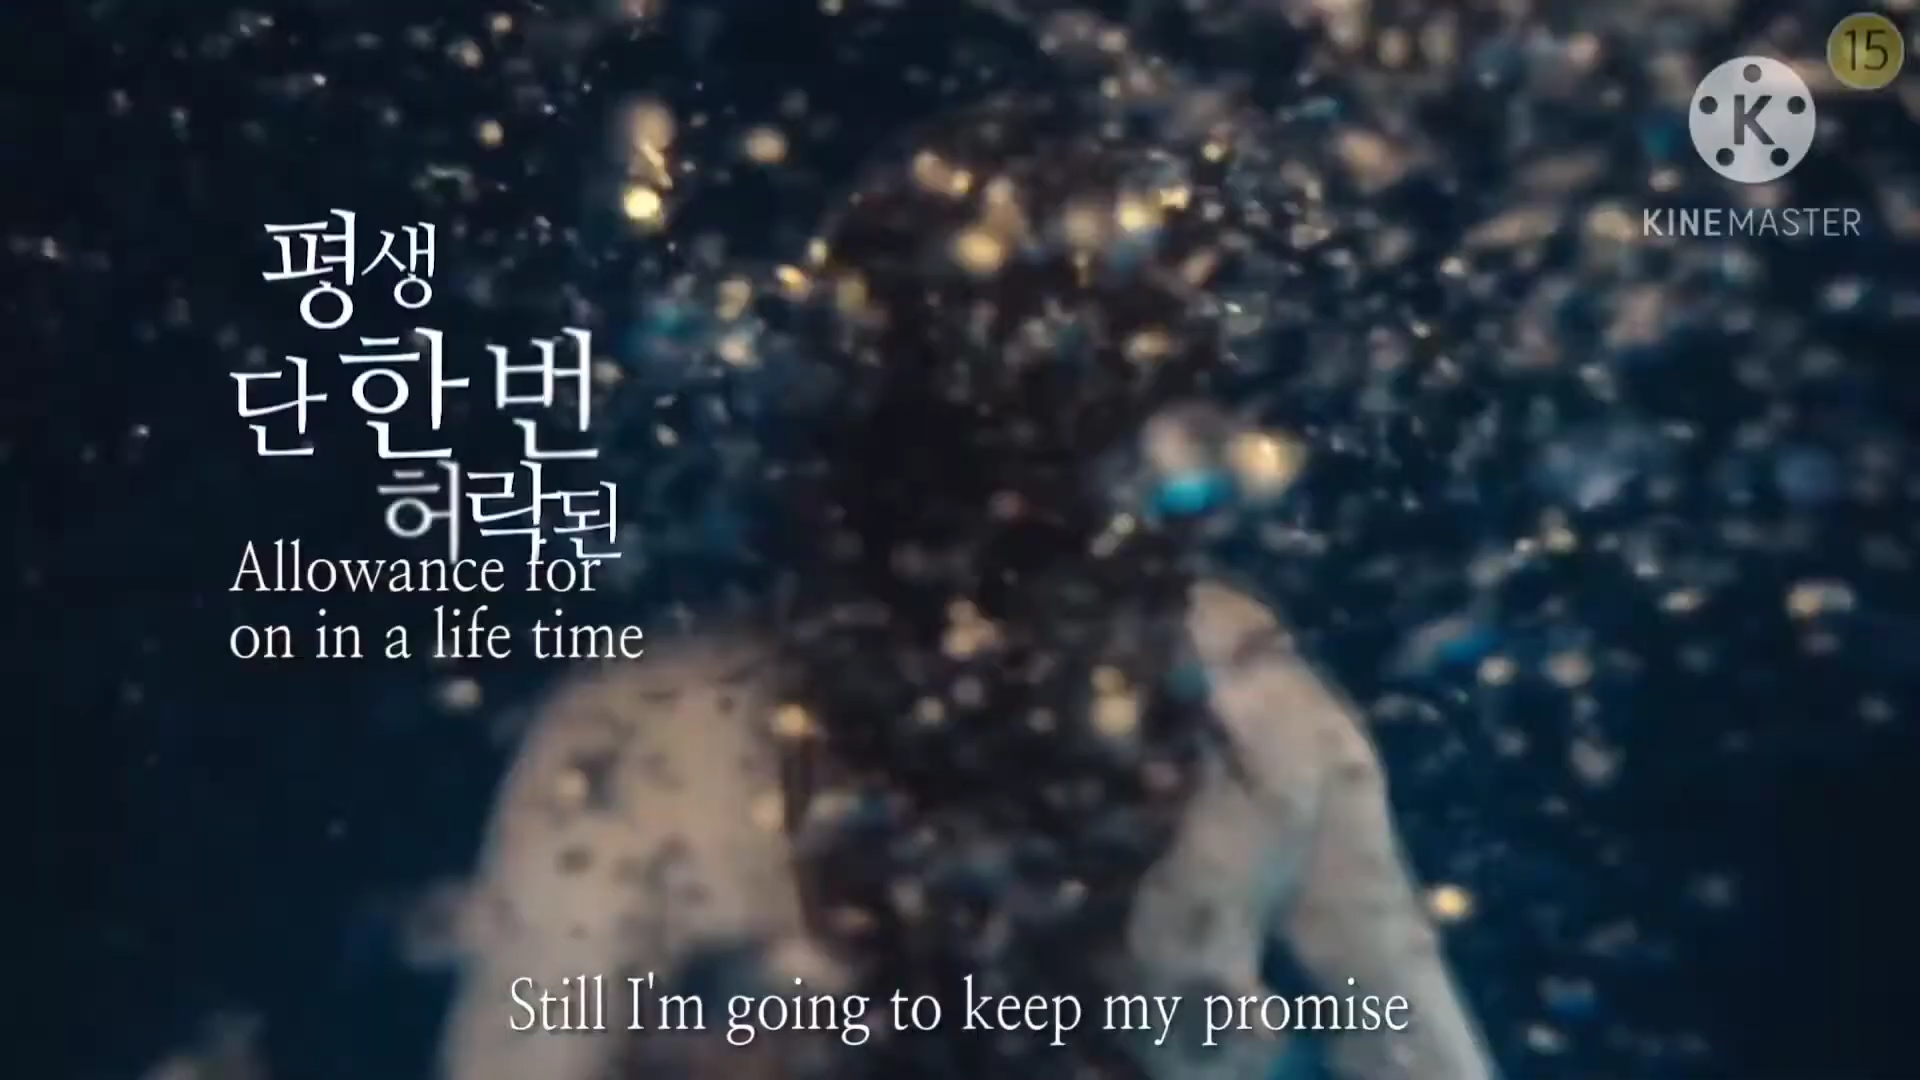 15
K
KINEMASTER
평생
단 한 번
허락된
Allowance for
on in a life time
Still I'm going to keep my promise